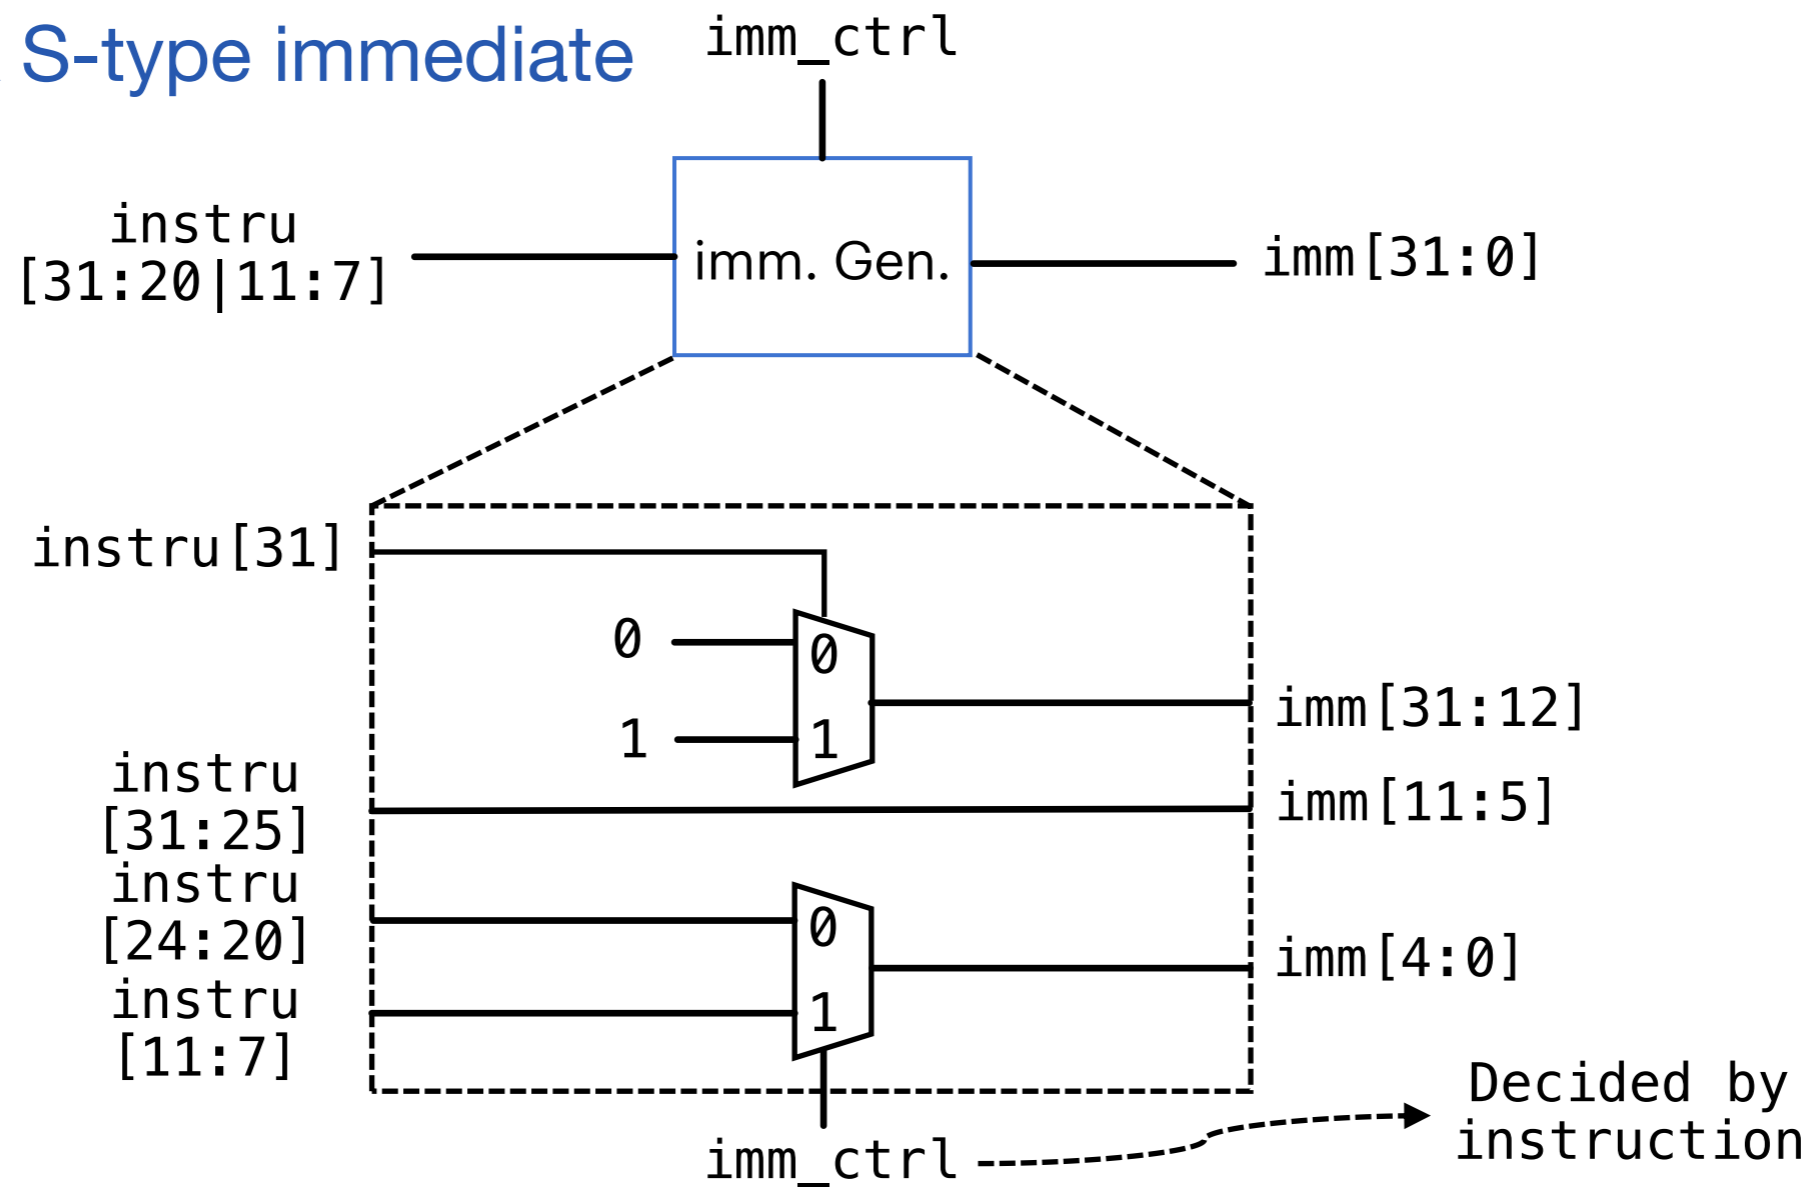 S-type immediate
imm_ctrl
instru
[31:20|11:7]
imm. Gen.
imm[31:0]
instru[31]
0
0
1
1
imm[31:12]
instru
[31:25]
imm[11:5]
instru
[24:20]
0
imm[4:0]
instru
[11:7]
1
imm_ctrl
Decided by
instruction